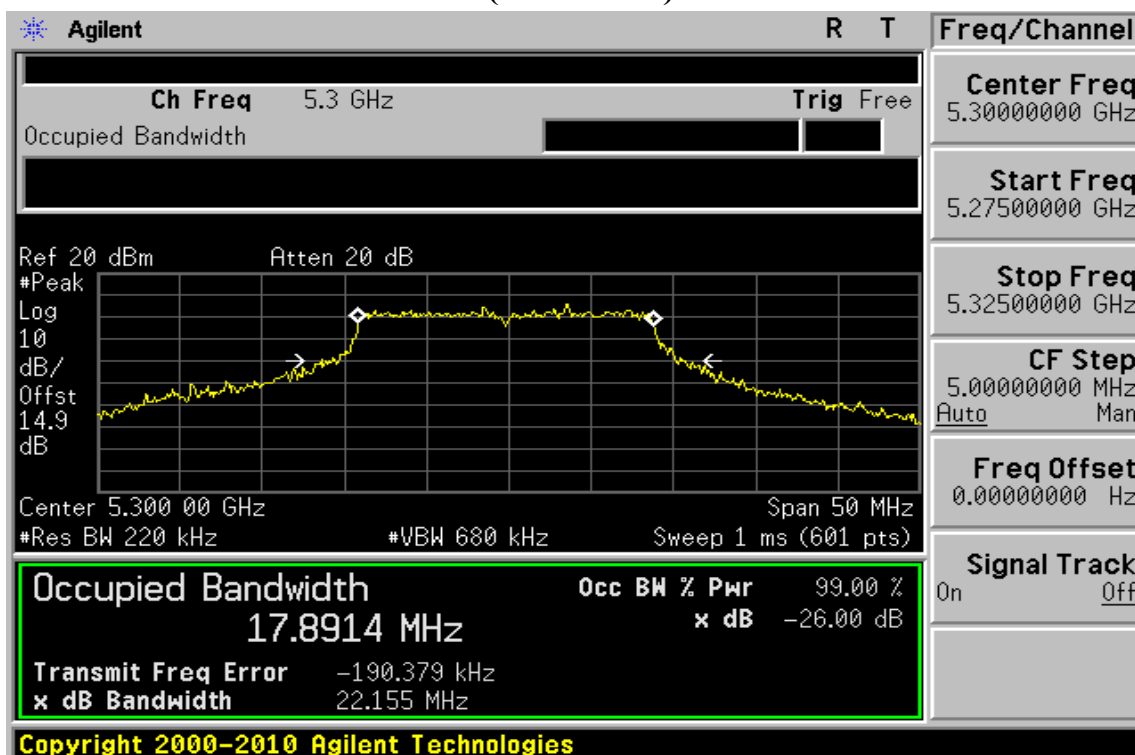 Agilent R T
Freq/Channel
Ch Freq 5.3 GHz Trig Free
Occupied Bandwidth
Center Freq
5.30000000 GHz
Start Freq
5.27500000 GHz
Stop Freq
5.32500000 GHz
CF Step
5.00000000 MHz
Auto Man
Freq Offset
0.00000000 Hz
Signal Track
On Off
Ref 20 dBm Atten 20 dB
#Peak
Log
10
dB/
Offst
14.9
dB
Center 5.300 00 GHz Span 50 MHz
#Res BW 220 kHz #VBW 680 kHz Sweep 1 ms (601 pts)
Occupied Bandwidth Occ BW % Pwr 99.00 %
17.8914 MHz x dB -26.00 dB
Transmit Freq Error -190.379 kHz
x dB Bandwidth 22.155 MHz
Copyright 2000-2010 Agilent Technologies